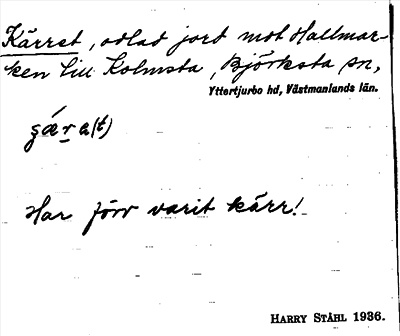 Kärret, odlad jord mot Hallmar-
ken till Kolmsta, Björksta sn,
Yttertjurbo hd, Västmanlands län.
çæ̀r a(t)
Har förr varit kärr!
HARRY STÅHL 1936.